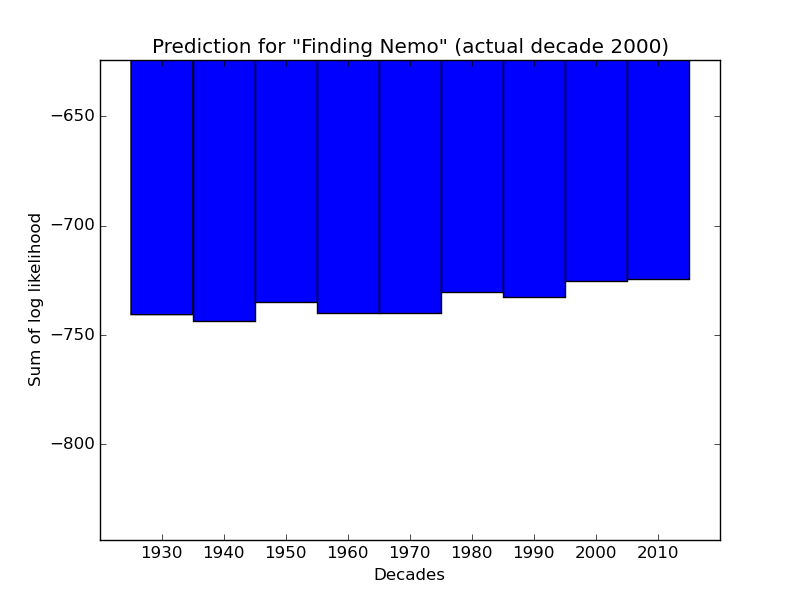 Prediction for "Finding Nemo" (actual decade 2000)
−650
−700
−750
−800
Sum of log likelihood
1930 1940 1950 1960 1970 1980 1990 2000 2010
Decades